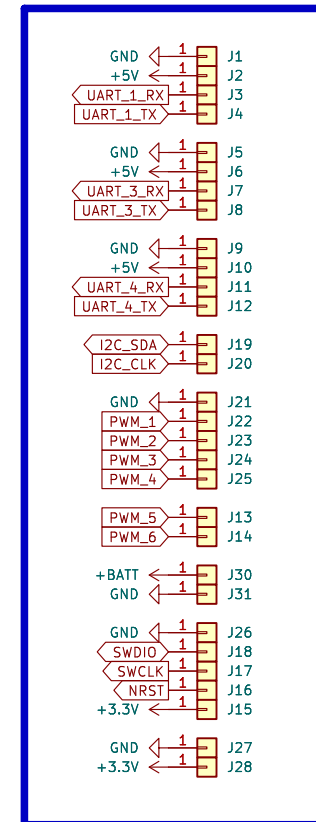 GND 1 J1
+5V 1 J2
UART_1_RX 1 J3
UART_1_TX 1 J4
GND 1 J5
+5V 1 J6
UART_3_RX 1 J7
UART_3_TX 1 J8
GND 1 J9
+5V 1 J10
UART_4_RX 1 J11
UART_4_TX 1 J12
I2C_SDA 1 J19
I2C_CLK 1 J20
GND 1 J21
PWM_1 1 J22
PWM_2 1 J23
PWM_3 1 J24
PWM_4 1 J25
PWM_5 1 J13
PWM_6 1 J14
+BATT 1 J30
GND 1 J31
GND 1 J26
SWDIO 1 J18
SWCLK 1 J17
NRST 1 J16
+3.3V 1 J15
GND 1 J27
+3.3V 1 J28